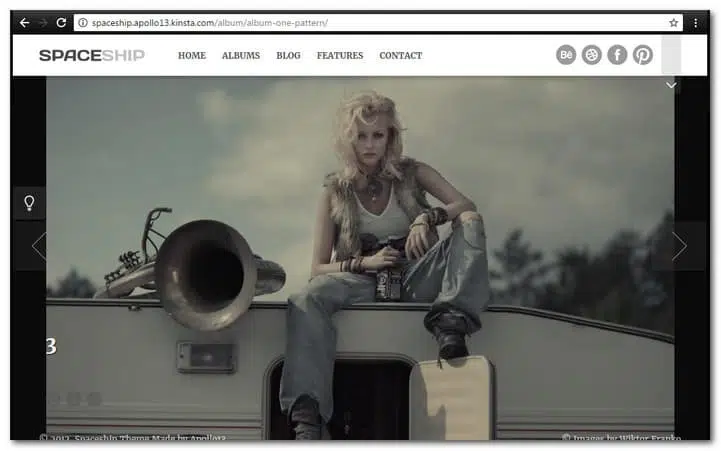 spaceship.apollo13.kinsta.com/album/album-one-pattern/
SPACESHIP
HOME ALBUMS BLOG FEATURES CONTACT
Bē
3
© 2012. Spaceship Theme Made by Apollo13
© Images by Wiktor Franko